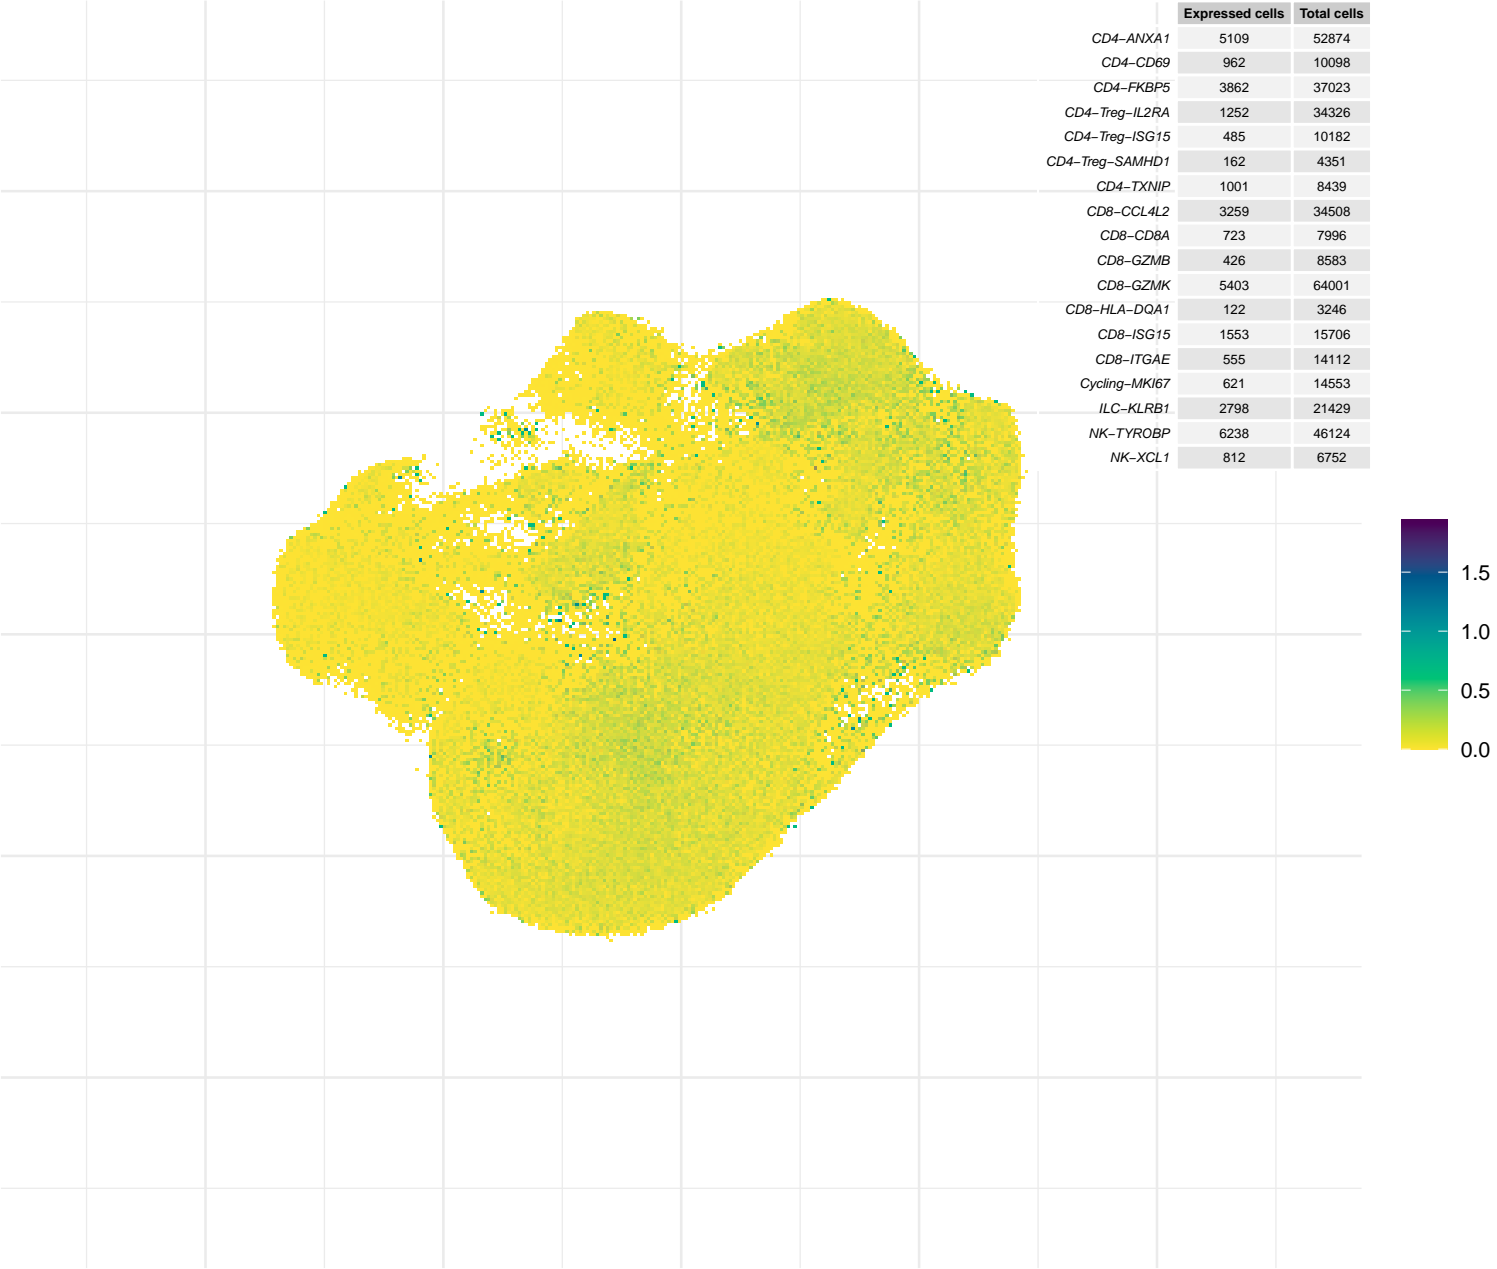 Expressed cells Total cells
CD4−ANXA1 5109 52874
CD4−CD69 962 10098
CD4−FKBP5 3862 37023
CD4−Treg−IL2RA 1252 34326
CD4−Treg−ISG15 485 10182
CD4−Treg−SAMHD1 162 4351
CD4−TXNIP 1001 8439
CD8−CCL4L2 3259 34508
CD8−CD8A 723 7996
CD8−GZMB 426 8583
CD8−GZMK 5403 64001
CD8−HLA−DQA1 122 3246
CD8−ISG15 1553 15706
CD8−ITGAE 555 14112
Cycling−MKI67 621 14553
ILC−KLRB1 2798 21429
NK−TYROBP 6238 46124
NK−XCL1 812 6752
1.5
1.0
0.5
0.0